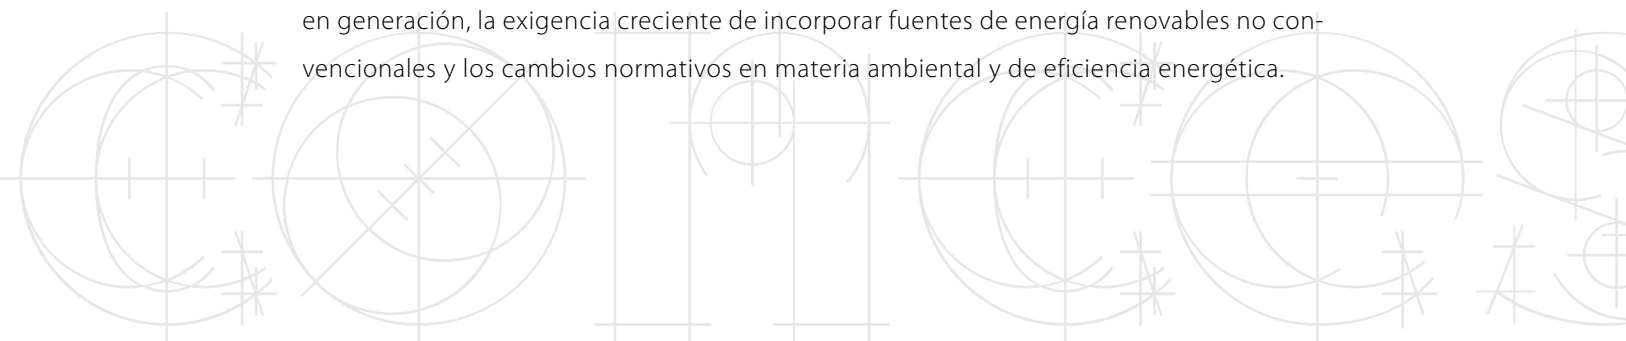 en generación, la exigencia creciente de incorporar fuentes de energía renovables no con-
vencionales y los cambios normativos en materia ambiental y de eficiencia energética.